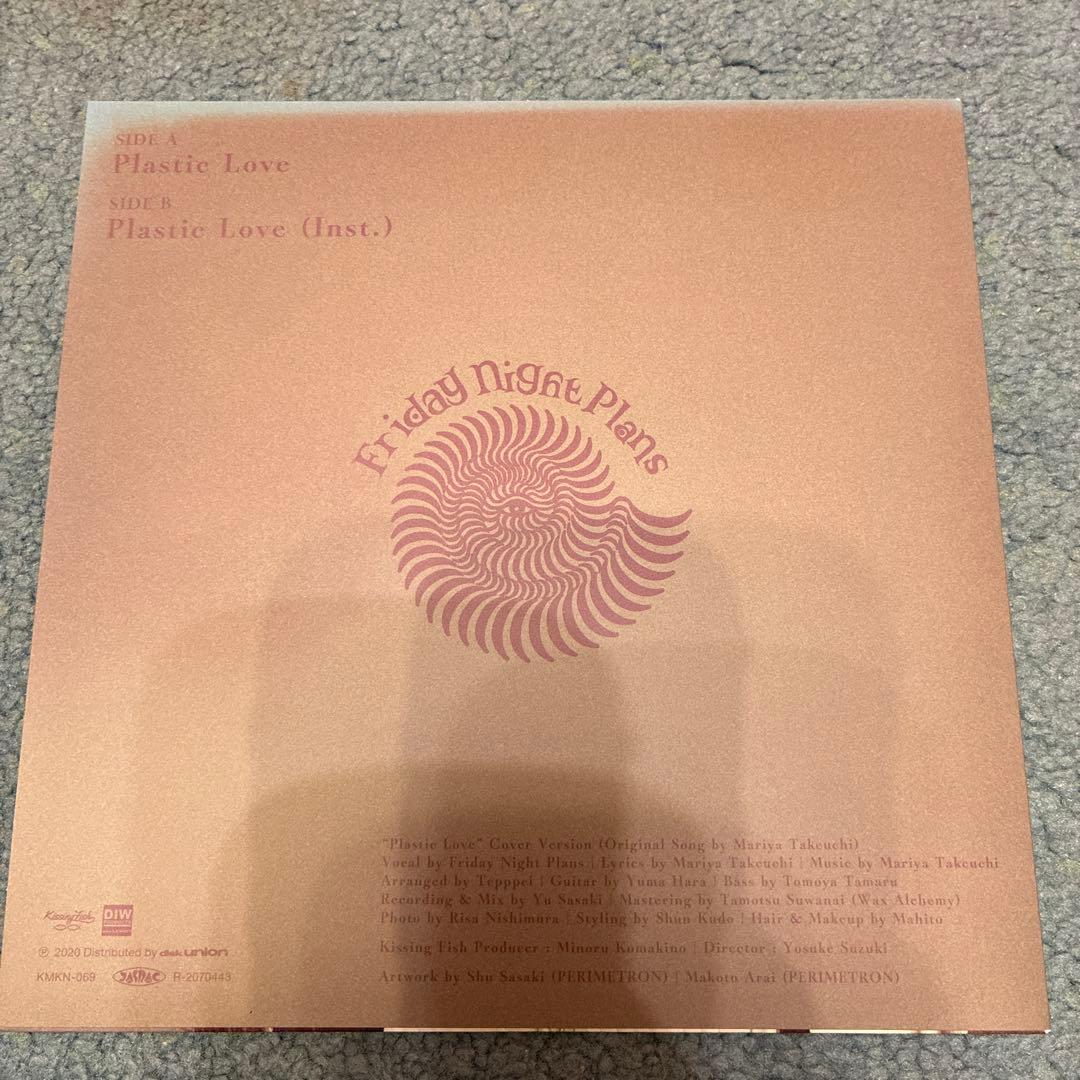 SIDE A
Plastic Love
SIDE B
Plastic Love (Inst.)
Friday Night Plans
"Plastic Love" Cover Version (Original Song by Mariya Takeuchi)
Vocal by Friday Night Plans | Lyrics by Mariya Takeuchi | Music by Mariya Takeuchi
Arranged by Tepppei | Guitar by Yuma Hara | Bass by Tomoya Tamaru
Recording & Mix by Yu Sasaki | Mastering by Tamotsu Suwanai (Wax Alchemy)
Photo by Risa Nishimura | Styling by Shun Kudo | Hair & Makeup by Mahito
Kissing Fish Producer : Minoru Komakino | Director : Yosuke Suzuki
Artwork by Shu Sasaki (PERIMETRON) | Makoto Arai (PERIMETRON)
Kissing Fish DIW
℗ 2020 Distributed by disk union
KMKN-069 JASRAC R-2070443